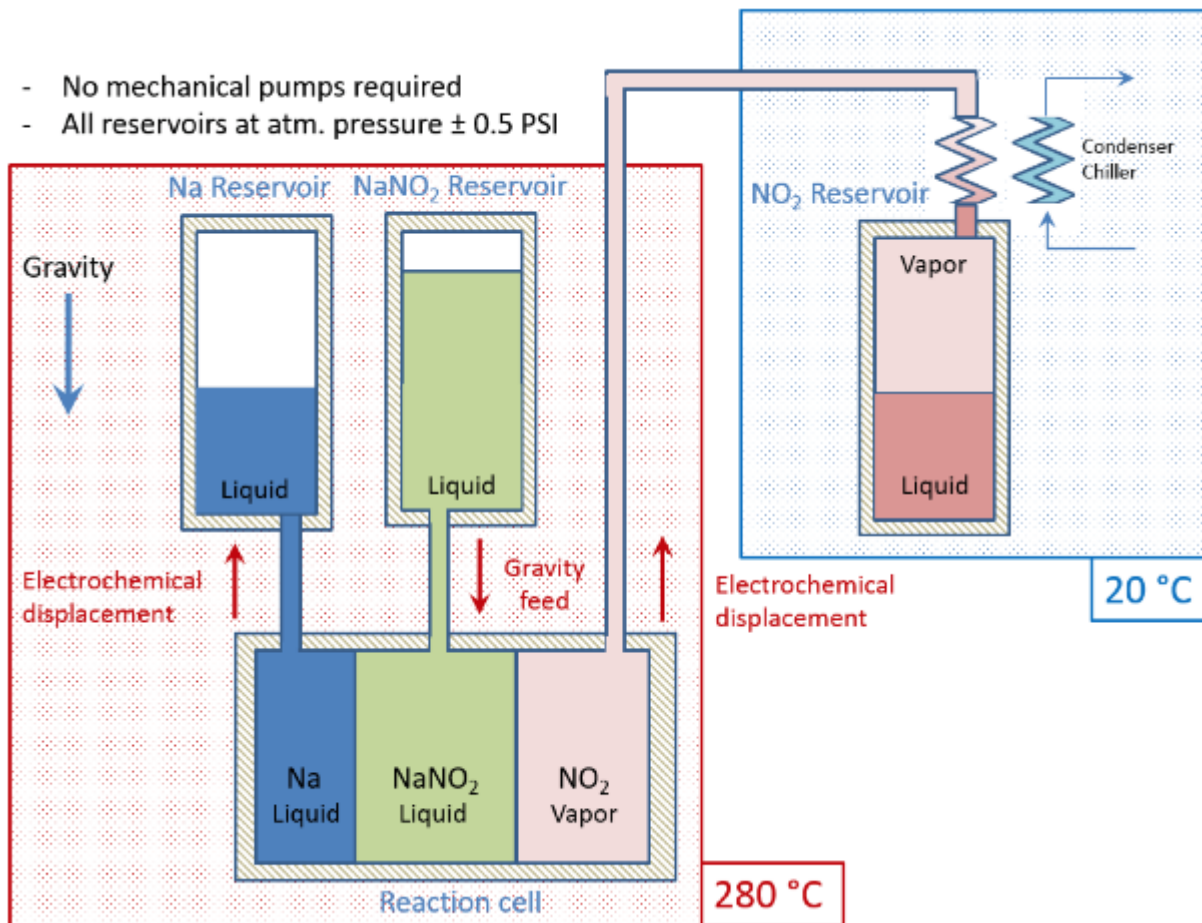 - No mechanical pumps required
- All reservoirs at atm. pressure ± 0.5 PSI
Na Reservoir
NaNO₂ Reservoir
NO₂ Reservoir
Condenser
Chiller
Gravity
Vapor
Liquid
Liquid
Liquid
Electrochemical
displacement
Gravity
feed
Electrochemical
displacement
20 °C
Na
Liquid
NaNO₂
Liquid
NO₂
Vapor
Reaction cell
280 °C